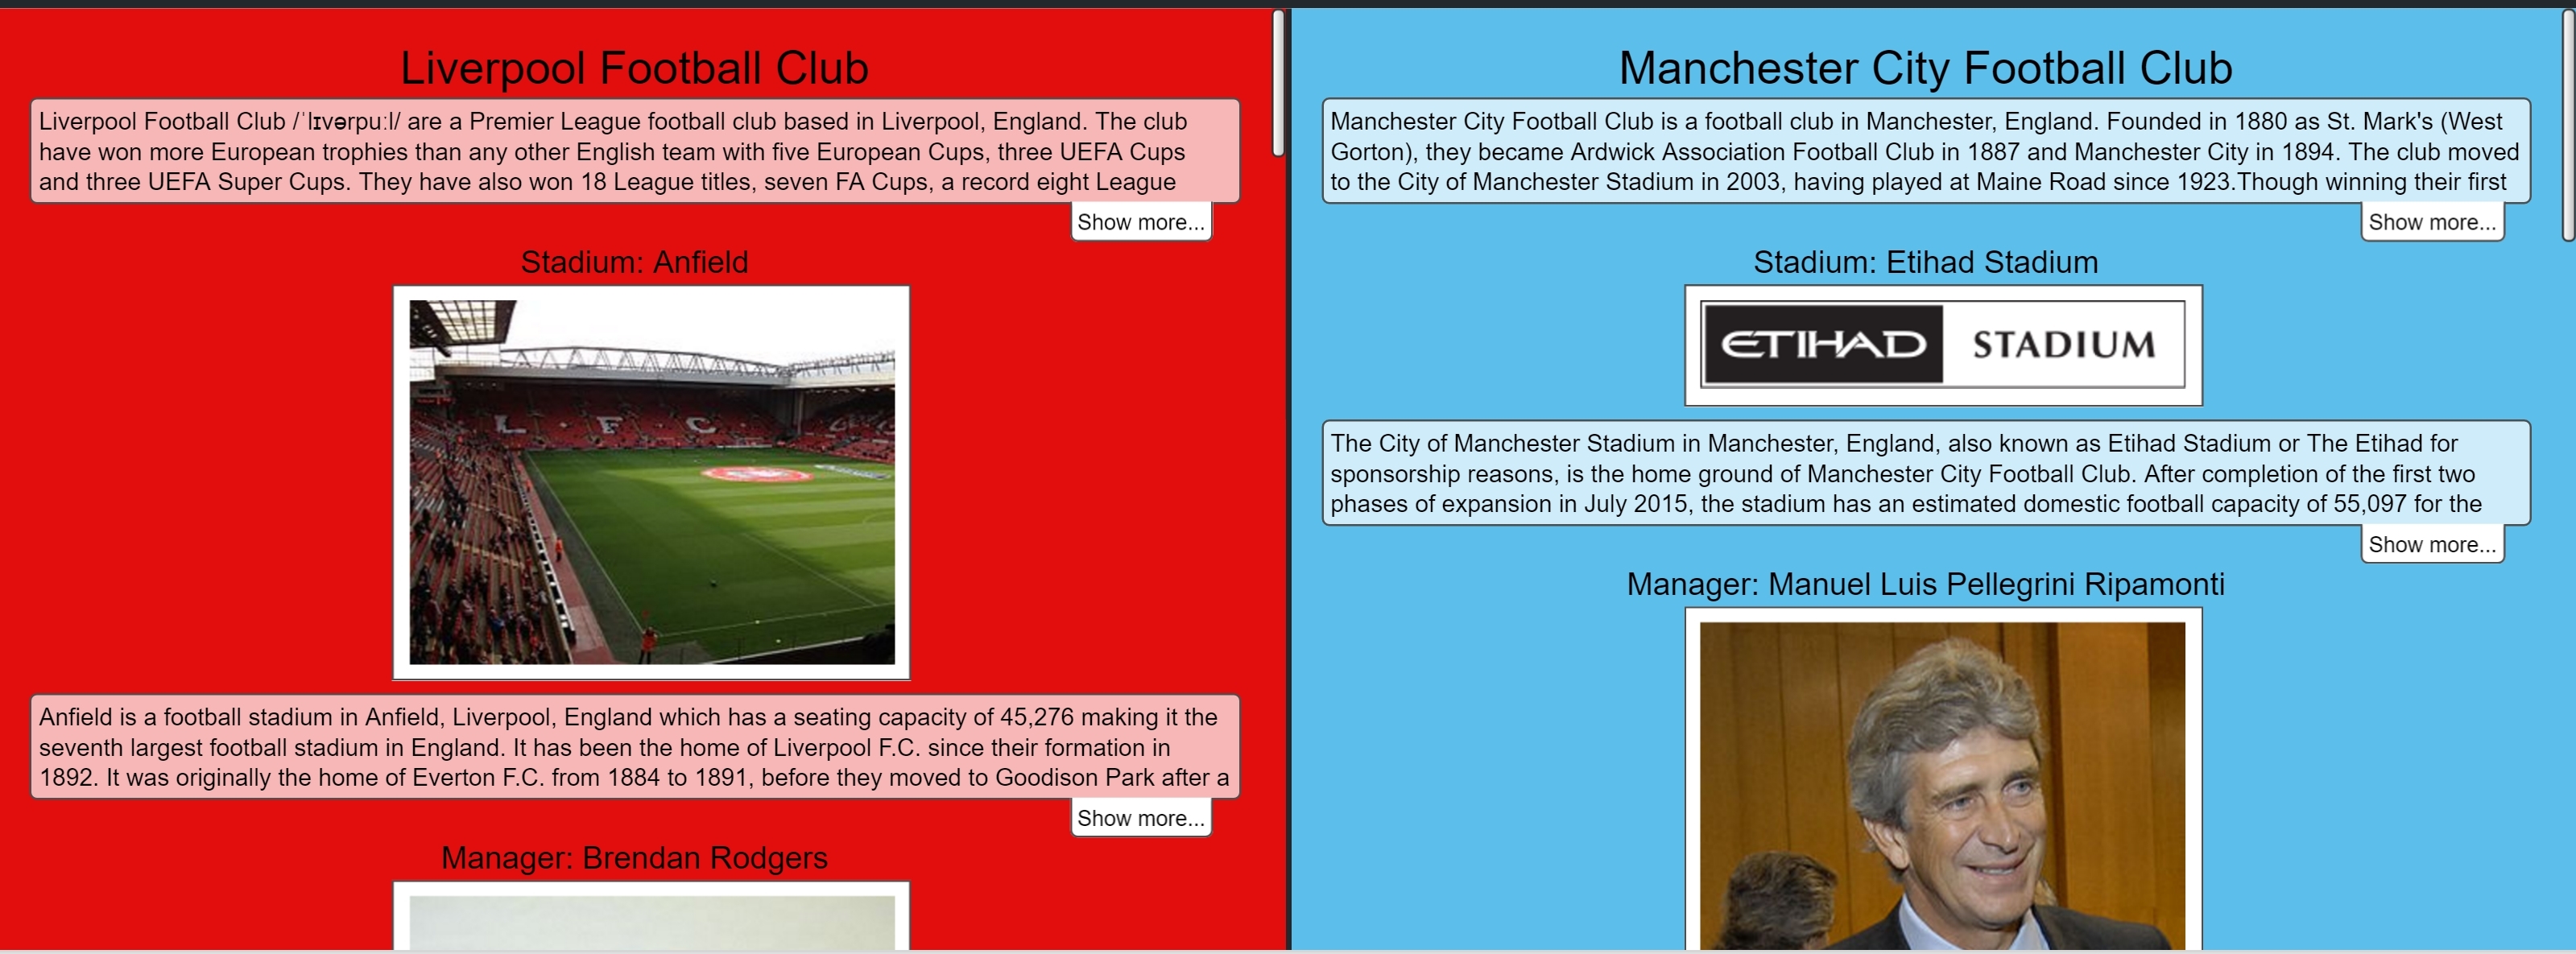 Liverpool Football Club
Liverpool Football Club /ˈlɪvərpuːl/ are a Premier League football club based in Liverpool, England. The club
have won more European trophies than any other English team with five European Cups, three UEFA Cups
and three UEFA Super Cups. They have also won 18 League titles, seven FA Cups, a record eight League
Show more...
Stadium: Anfield
L F C
Anfield is a football stadium in Anfield, Liverpool, England which has a seating capacity of 45,276 making it the
seventh largest football stadium in England. It has been the home of Liverpool F.C. since their formation in
1892. It was originally the home of Everton F.C. from 1884 to 1891, before they moved to Goodison Park after a
Show more...
Manager: Brendan Rodgers
Manchester City Football Club
Manchester City Football Club is a football club in Manchester, England. Founded in 1880 as St. Mark's (West
Gorton), they became Ardwick Association Football Club in 1887 and Manchester City in 1894. The club moved
to the City of Manchester Stadium in 2003, having played at Maine Road since 1923.Though winning their first
Show more...
Stadium: Etihad Stadium
ETIHAD STADIUM
The City of Manchester Stadium in Manchester, England, also known as Etihad Stadium or The Etihad for
sponsorship reasons, is the home ground of Manchester City Football Club. After completion of the first two
phases of expansion in July 2015, the stadium has an estimated domestic football capacity of 55,097 for the
Show more...
Manager: Manuel Luis Pellegrini Ripamonti